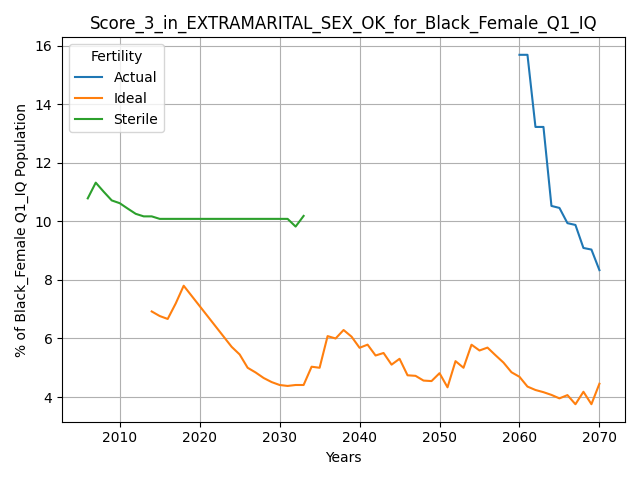 Score_3_in_EXTRAMARITAL_SEX_OK_for_Black_Female_Q1_IQ
Fertility
Actual
Ideal
Sterile
% of Black_Female Q1_IQ Population
16
14
12
10
8
6
4
2010 2020 2030 2040 2050 2060 2070
Years